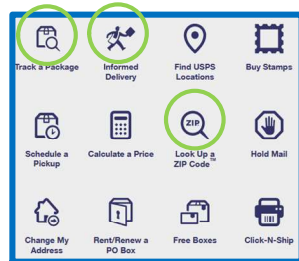 Track a Package
Informed
Delivery
Find USPS
Locations
Buy Stamps
ZIP
Schedule a
Pickup
Calculate a Price
Look Up a
ZIP Code™
Hold Mail
Change My
Address
Rent/Renew a
PO Box
Free Boxes
Click-N-Ship